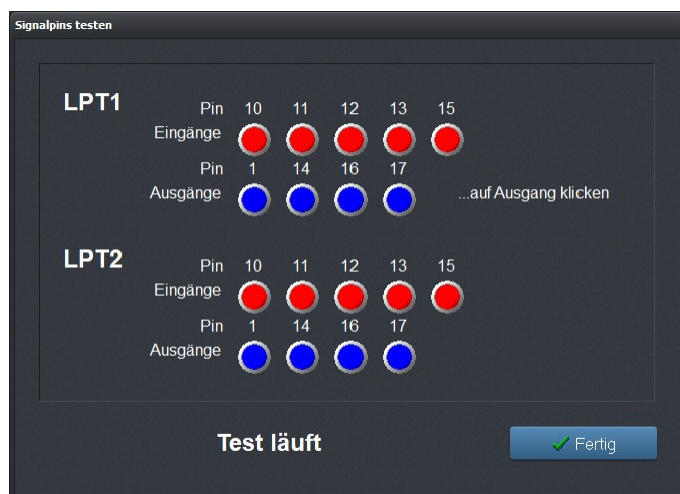 Signalpins testen
LPT1
Pin 10 11 12 13 15
Eingänge
Pin 1 14 16 17
Ausgänge ...auf Ausgang klicken
LPT2
Pin 10 11 12 13 15
Eingänge
Pin 1 14 16 17
Ausgänge
Test läuft
Fertig